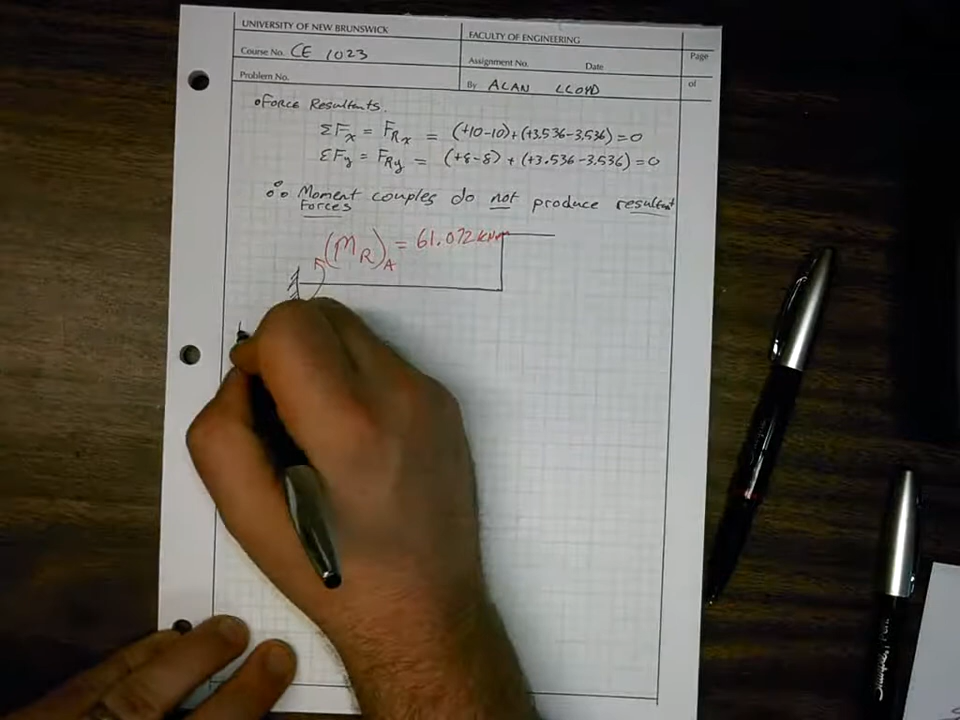 UNIVERSITY OF NEW BRUNSWICK
FACULTY OF ENGINEERING
Page
Course No. CE 1023
Assignment No. Date
Problem No.
By ALAN LLOYD
of
Force Resultants.
ΣFx = FRx = (+10-10)+(+3.536-3.536)=0
ΣFy = FRy = (+8-8)+(+3.536-3.536)=0
∴ Moment couples do not produce resultant
Forces
(MR)A = 61.072 kNm
Sharpie Pen